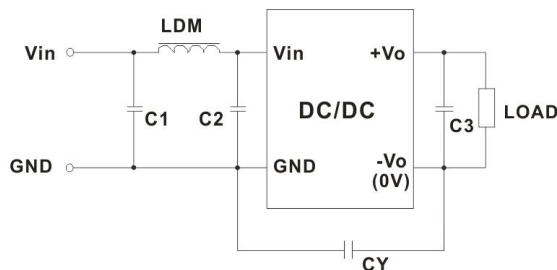 LDM
Vin
Vin
+Vo
C1
C2
DC/DC
C3
LOAD
GND
GND
-Vo
(0V)
CY